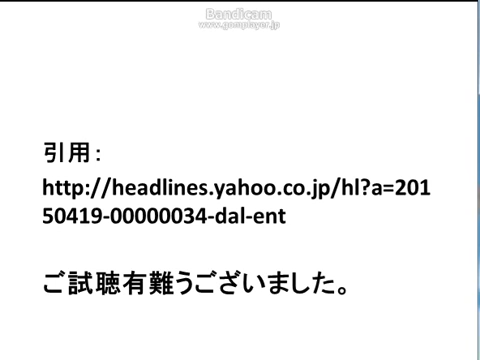 Bandicam
www.gomplayer.jp
引用：
http://headlines.yahoo.co.jp/hl?a=201
50419-00000034-dal-ent
ご試聴有難うございました。